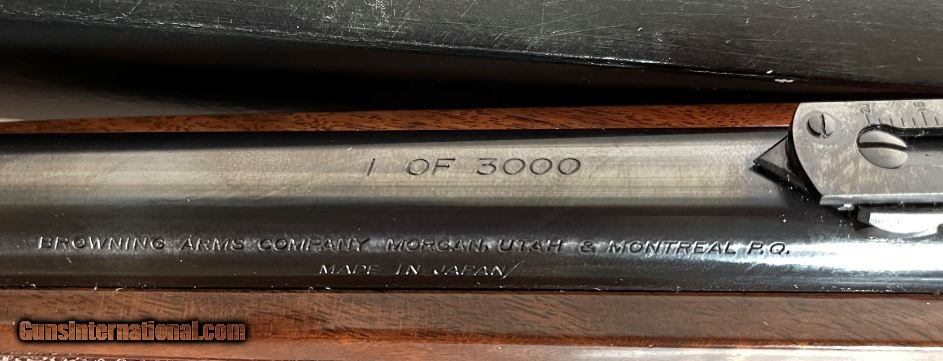 1 OF 3000
BROWNING ARMS COMPANY MORGAN, UTAH & MONTREAL P.Q.
MADE IN JAPAN
GunsInternational.com